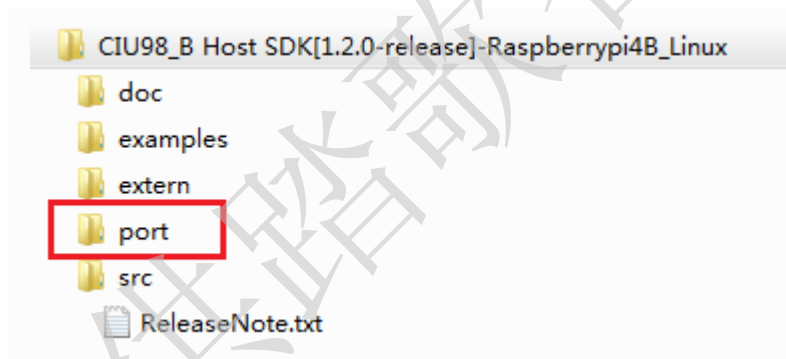 CIU98_B Host SDK[1.2.0-release]-Raspberrypi4B_Linux
doc
examples
extern
port
src
ReleaseNote.txt